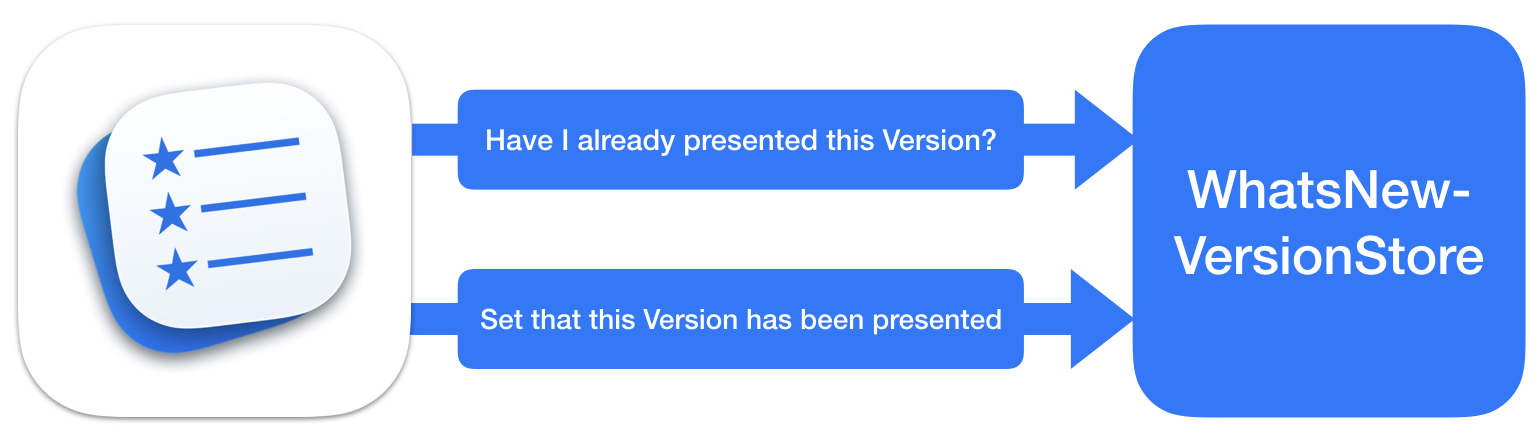 Have I already presented this Version?
WhatsNew-
VersionStore
Set that this Version has been presented